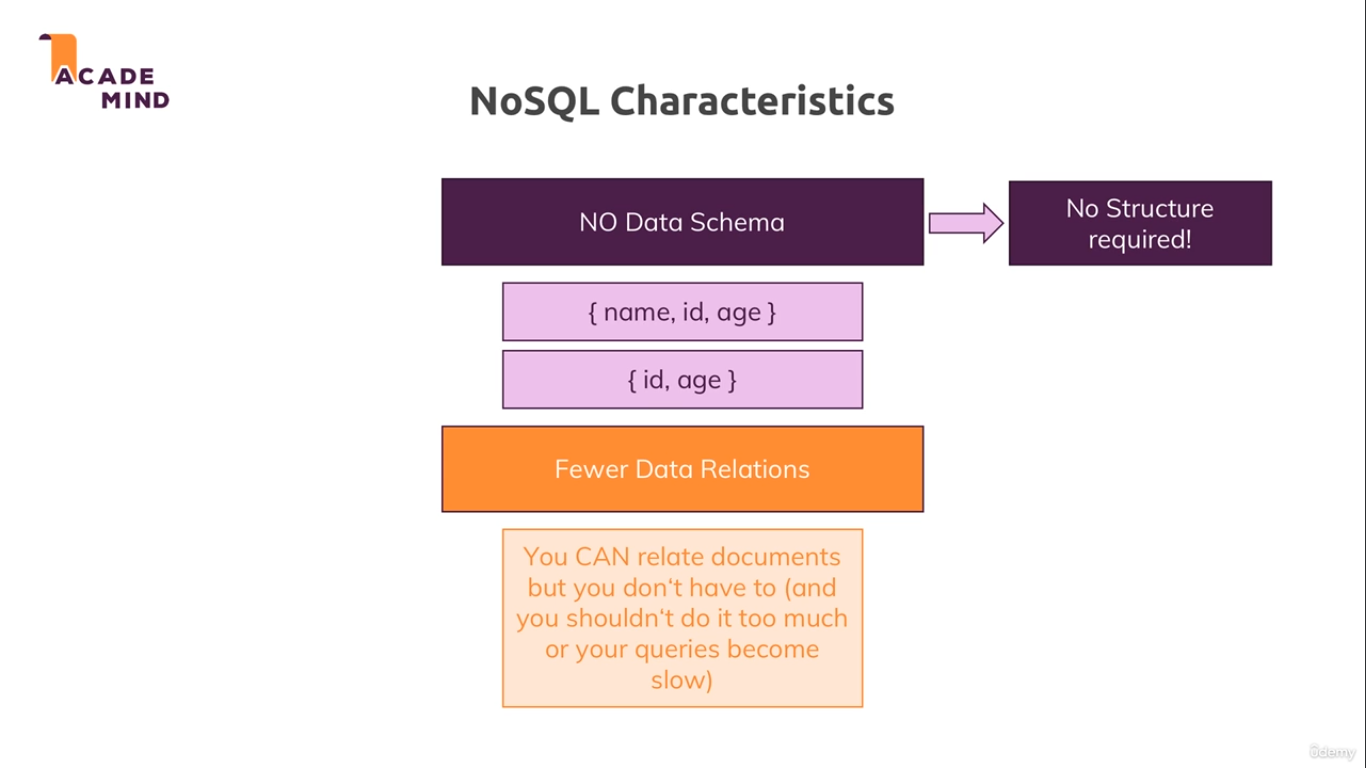 ACADE
MIND
NoSQL Characteristics
NO Data Schema
No Structure
required!
{ name, id, age }
{ id, age }
Fewer Data Relations
You CAN relate documents
but you don‘t have to (and
you shouldn‘t do it too much
or your queries become
slow)
ûdemy